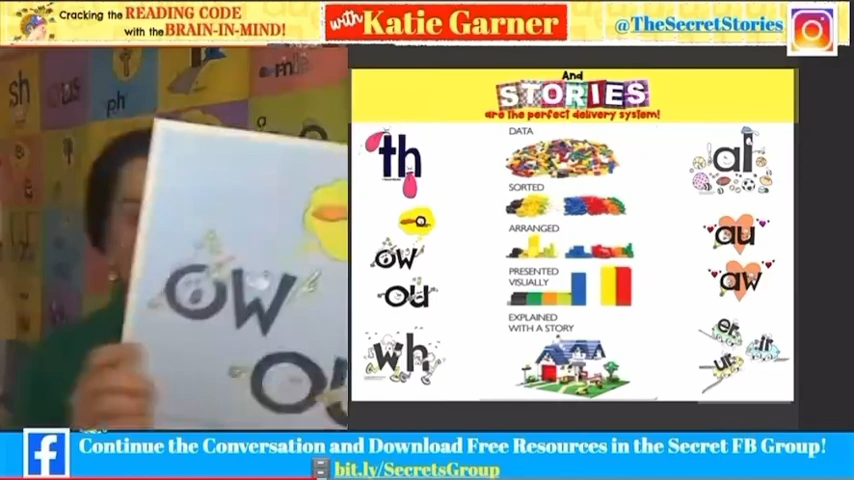 Cracking the READING CODE
with the BRAIN-IN-MIND!
with Katie Garner
@TheSecretStories
sh
ous
ph
ow
ou
And
STORIES
are the perfect delivery system!
th
ow
ou
wh
DATA
SORTED
ARRANGED
PRESENTED
VISUALLY
EXPLAINED
WITH A STORY
al
au
aw
er
ir
ur
Continue the Conversation and Download Free Resources in the Secret FB Group!
bit.ly/SecretsGroup